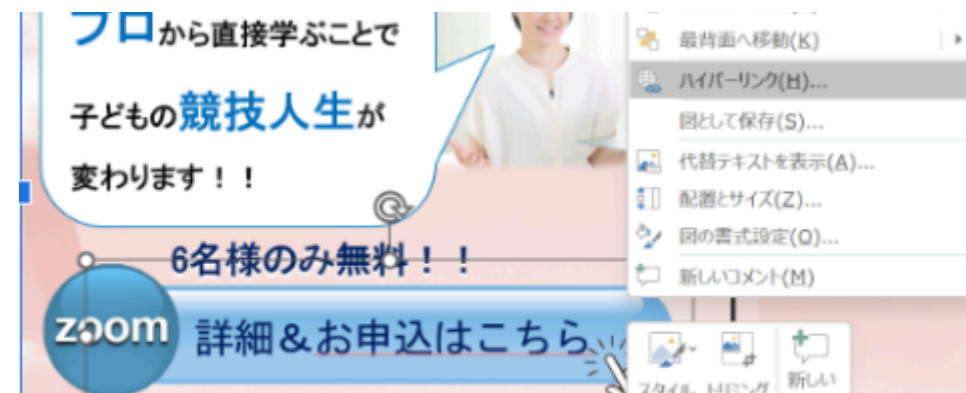 プロから直接学ぶことで
子どもの競技人生が
変わります！！
6名様のみ無料！！
zoom 詳細＆お申込はこちら
最背面へ移動(K)
ハイパーリンク(H)...
図として保存(S)...
代替テキストを表示(A)...
配置とサイズ(Z)...
図の書式設定(O)...
新しいコメント(M)
スタイル トリミング 新しい